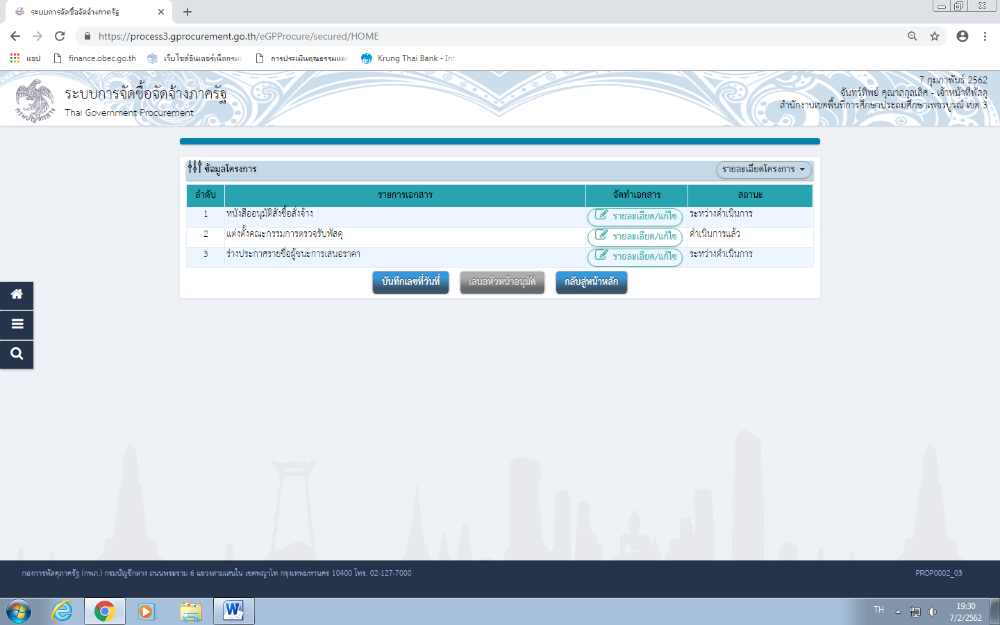 ระบบการจัดซื้อจัดจ้างภาครัฐ
https://process3.gprocurement.go.th/eGPProcure/secured/HOME
แอป finance.obec.go.th เว็บไซต์อินเตอร์เน็ตกรม การประเมินคุณธรรมและ Krung Thai Bank - Int
ระบบการจัดซื้อจัดจ้างภาครัฐ
Thai Government Procurement
กรมบัญชีกลาง
7 กุมภาพันธ์ 2562
จันทร์ทิพย์ คุณาสกุลเลิศ - เจ้าหน้าที่พัสดุ
สำนักงานเขตพื้นที่การศึกษาประถมศึกษาเพชรบูรณ์ เขต 3
ข้อมูลโครงการ รายละเอียดโครงการ
ลำดับ รายการเอกสาร จัดทำเอกสาร สถานะ
1 หนังสืออนุมัติสั่งซื้อสั่งจ้าง รายละเอียด/แก้ไข ระหว่างดำเนินการ
2 แต่งตั้งคณะกรรมการตรวจรับพัสดุ รายละเอียด/แก้ไข ดำเนินการแล้ว
3 ร่างประกาศรายชื่อผู้ชนะการเสนอราคา รายละเอียด/แก้ไข ระหว่างดำเนินการ
บันทึกเลขที่วันที่ เสนอหัวหน้าอนุมัติ กลับสู่หน้าหลัก
กองการพัสดุภาครัฐ (กพภ.) กรมบัญชีกลาง ถนนพระราม 6 แขวงสามเสนใน เขตพญาไท กรุงเทพมหานคร 10400 โทร. 02-127-7000 PROP0002_03
TH 19:30
7/2/2562